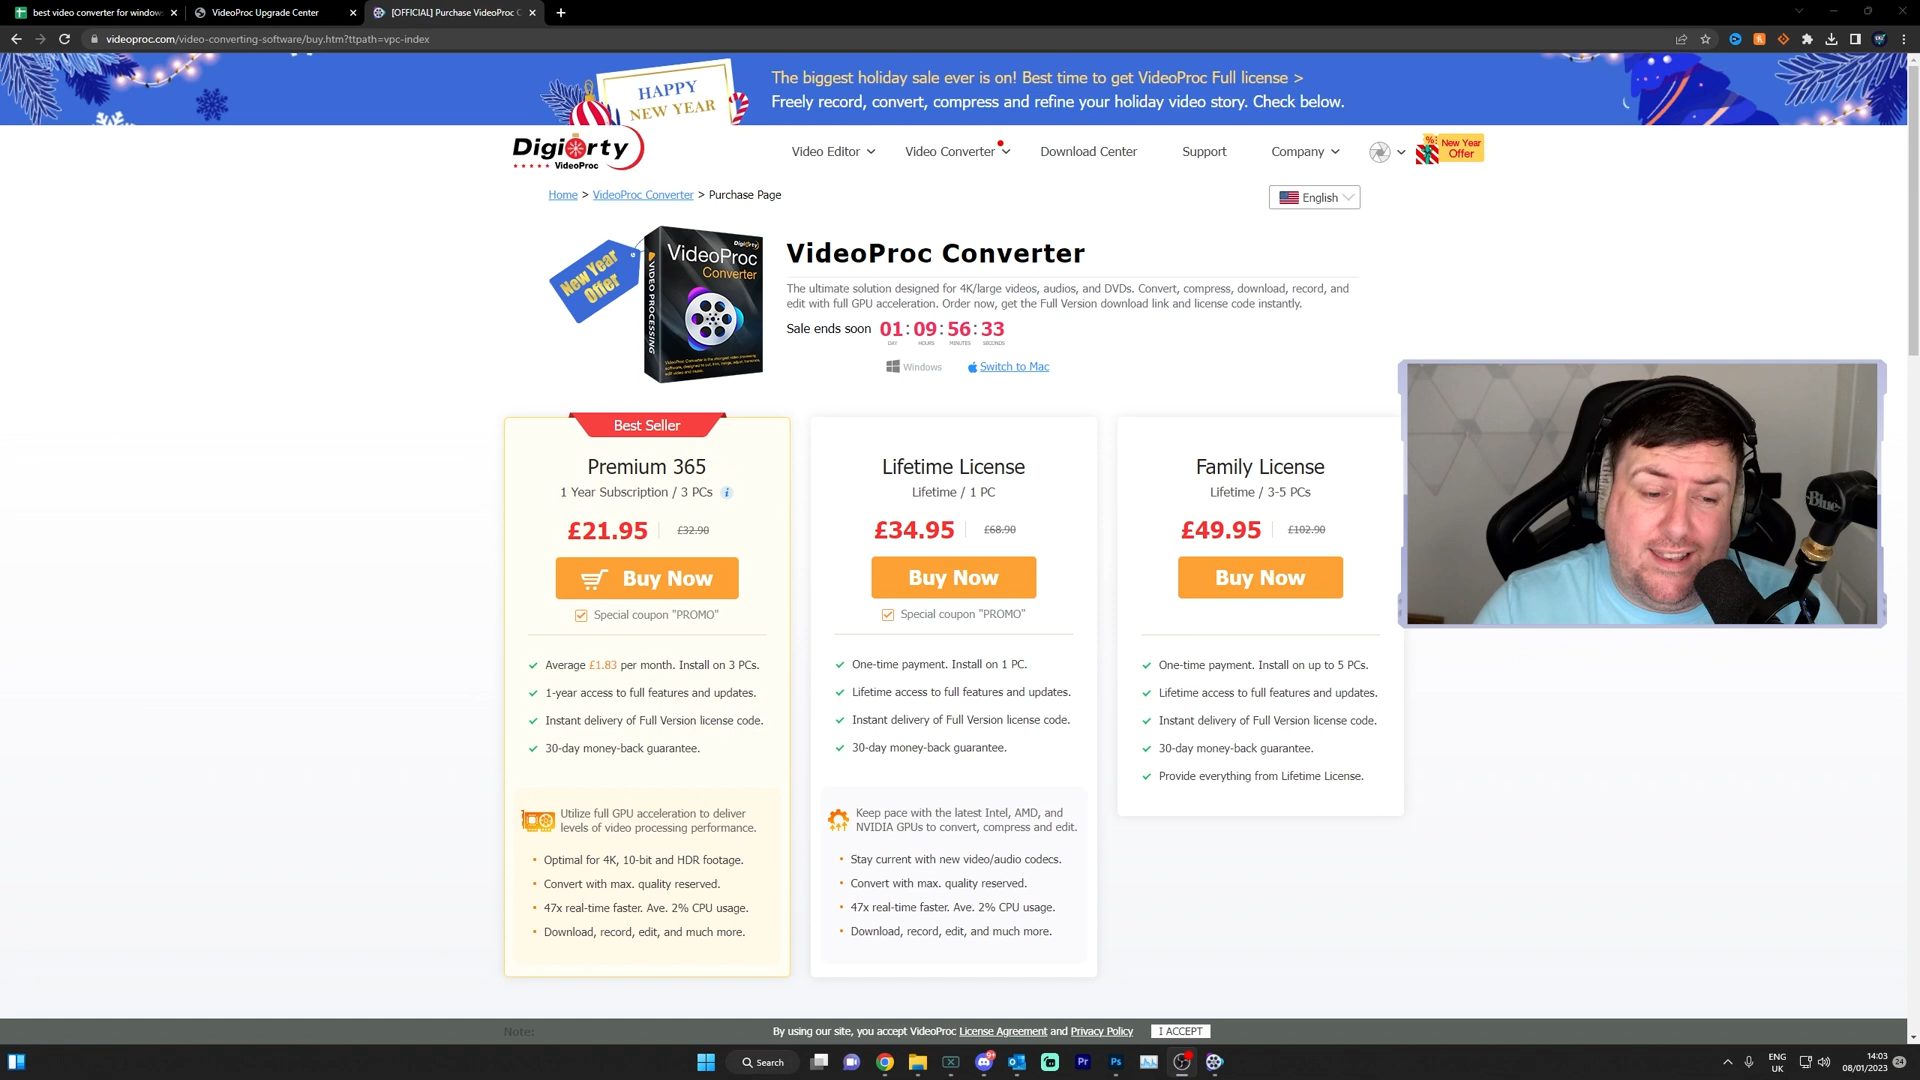 best video converter for window
VideoProc Upgrade Center
[OFFICIAL] Purchase VideoProc C
videoproc.com/video-converting-software/buy.htm?ttpath=vpc-index
HAPPY
NEW YEAR
The biggest holiday sale ever is on! Best time to get VideoProc Full license >
Freely record, convert, compress and refine your holiday video story. Check below.
Digiarty
VideoProc
Video Editor
Video Converter
Download Center
Support
Company
New Year
Offer
Home > VideoProc Converter > Purchase Page
English
New Year
Offer
Digiarty
VideoProc
Converter
VIDEO PROCESSING
VideoProc Converter
The ultimate solution designed for 4K/large videos, audios, and DVDs. Convert, compress, download, record, and
edit with full GPU acceleration. Order now, get the Full Version download link and license code instantly.
Sale ends soon 01 : 09 : 56 : 33
DAY HOURS MINUTES SECONDS
Windows
Switch to Mac
Best Seller
Premium 365
1 Year Subscription / 3 PCs
£21.95
£32.90
Buy Now
Special coupon "PROMO"
Average £1.83 per month. Install on 3 PCs.
1-year access to full features and updates.
Instant delivery of Full Version license code.
30-day money-back guarantee.
Utilize full GPU acceleration to deliver
levels of video processing performance.
Optimal for 4K, 10-bit and HDR footage.
Convert with max. quality reserved.
47x real-time faster. Ave. 2% CPU usage.
Download, record, edit, and much more.
Lifetime License
Lifetime / 1 PC
£34.95
£68.90
Buy Now
Special coupon "PROMO"
One-time payment. Install on 1 PC.
Lifetime access to full features and updates.
Instant delivery of Full Version license code.
30-day money-back guarantee.
Keep pace with the latest Intel, AMD, and
NVIDIA GPUs to convert, compress and edit.
Stay current with new video/audio codecs.
Convert with max. quality reserved.
47x real-time faster. Ave. 2% CPU usage.
Download, record, edit, and much more.
Family License
Lifetime / 3-5 PCs
£49.95
£102.90
Buy Now
One-time payment. Install on up to 5 PCs.
Lifetime access to full features and updates.
Instant delivery of Full Version license code.
30-day money-back guarantee.
Provide everything from Lifetime License.
Blue
Note:
By using our site, you accept VideoProc License Agreement and Privacy Policy
I ACCEPT
Search
Pr
Ps
ENG
UK
14:03
08/01/2023
24